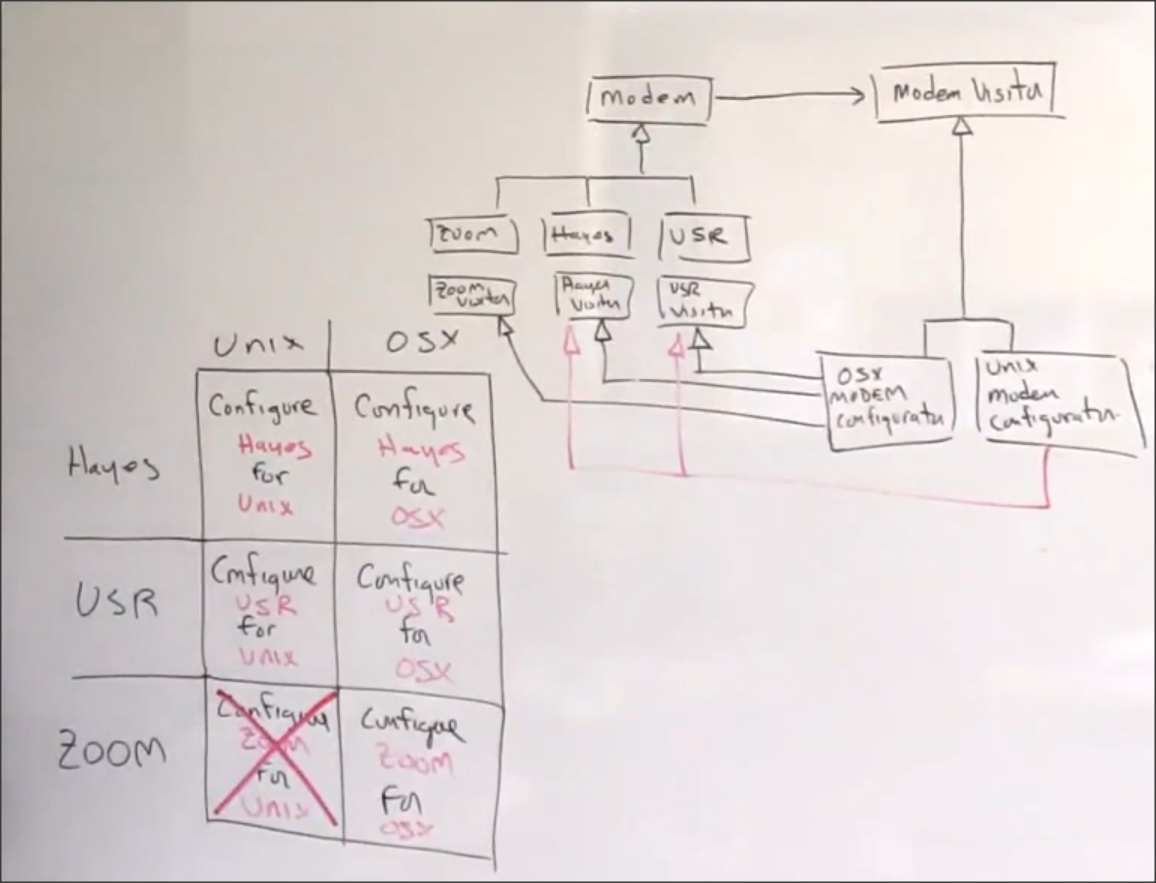 Modem
Modem Visitor
Zoom
Hayes
USR
Zoom Visitor
Hayes Visitor
USR Visitor
OSX
MODEM
Configurator
Unix
modem
Configurator
Unix
OSX
Hayes
Configure
Hayes
for
Unix
Configure
Hayes
for
OSX
USR
Configure
USR
for
Unix
Configure
USR
for
OSX
ZOOM
Configure
Zoom
For
Unix
Configure
Zoom
For
OSX